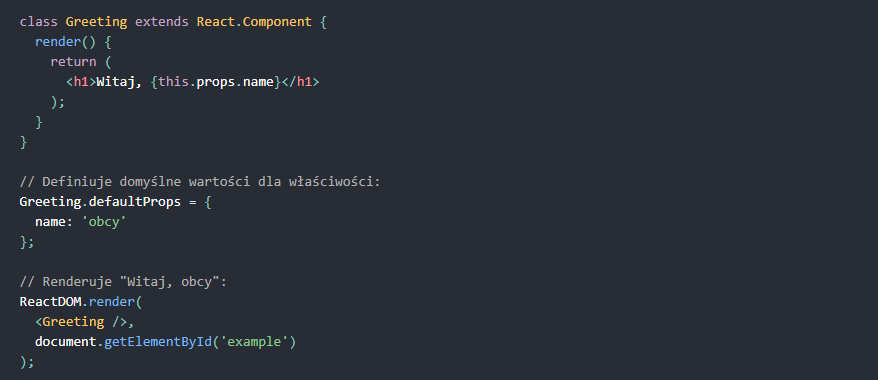 class Greeting extends React.Component {
  render() {
    return (
      <h1>Witaj, {this.props.name}</h1>
    );
  }
}

// Definiuje domyślne wartości dla właściwości:
Greeting.defaultProps = {
  name: 'obcy'
};

// Renderuje "Witaj, obcy":
ReactDOM.render(
  <Greeting />,
  document.getElementById('example')
);